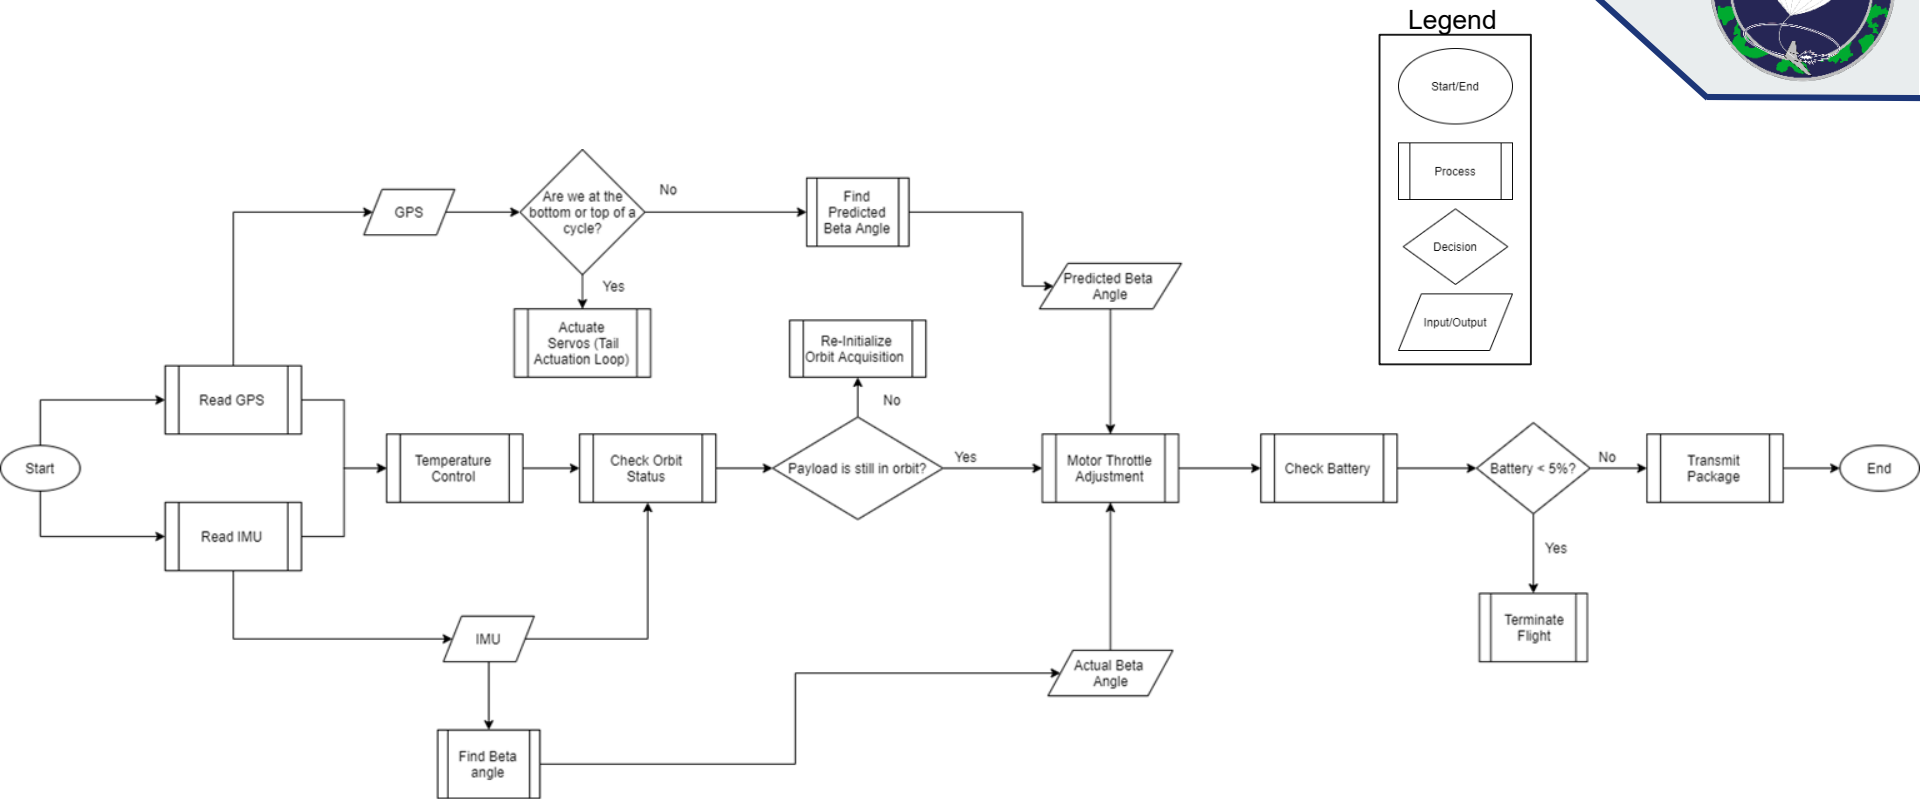 Legend
Start/End
Process
Decision
Input/Output
GPS
Are we at the
bottom or top of a
cycle?
No
Yes
Find
Predicted
Beta Angle
Predicted Beta
Angle
Actuate
Servos (Tail
Actuation Loop)
Re-Initialize
Orbit Acquisition
No
Read GPS
Start
Read IMU
Temperature
Control
Check Orbit
Status
Payload is still in orbit?
Yes
Motor Throttle
Adjustment
Check Battery
Battery < 5%?
No
Transmit
Package
End
Yes
Terminate
Flight
IMU
Actual Beta
Angle
Find Beta
angle